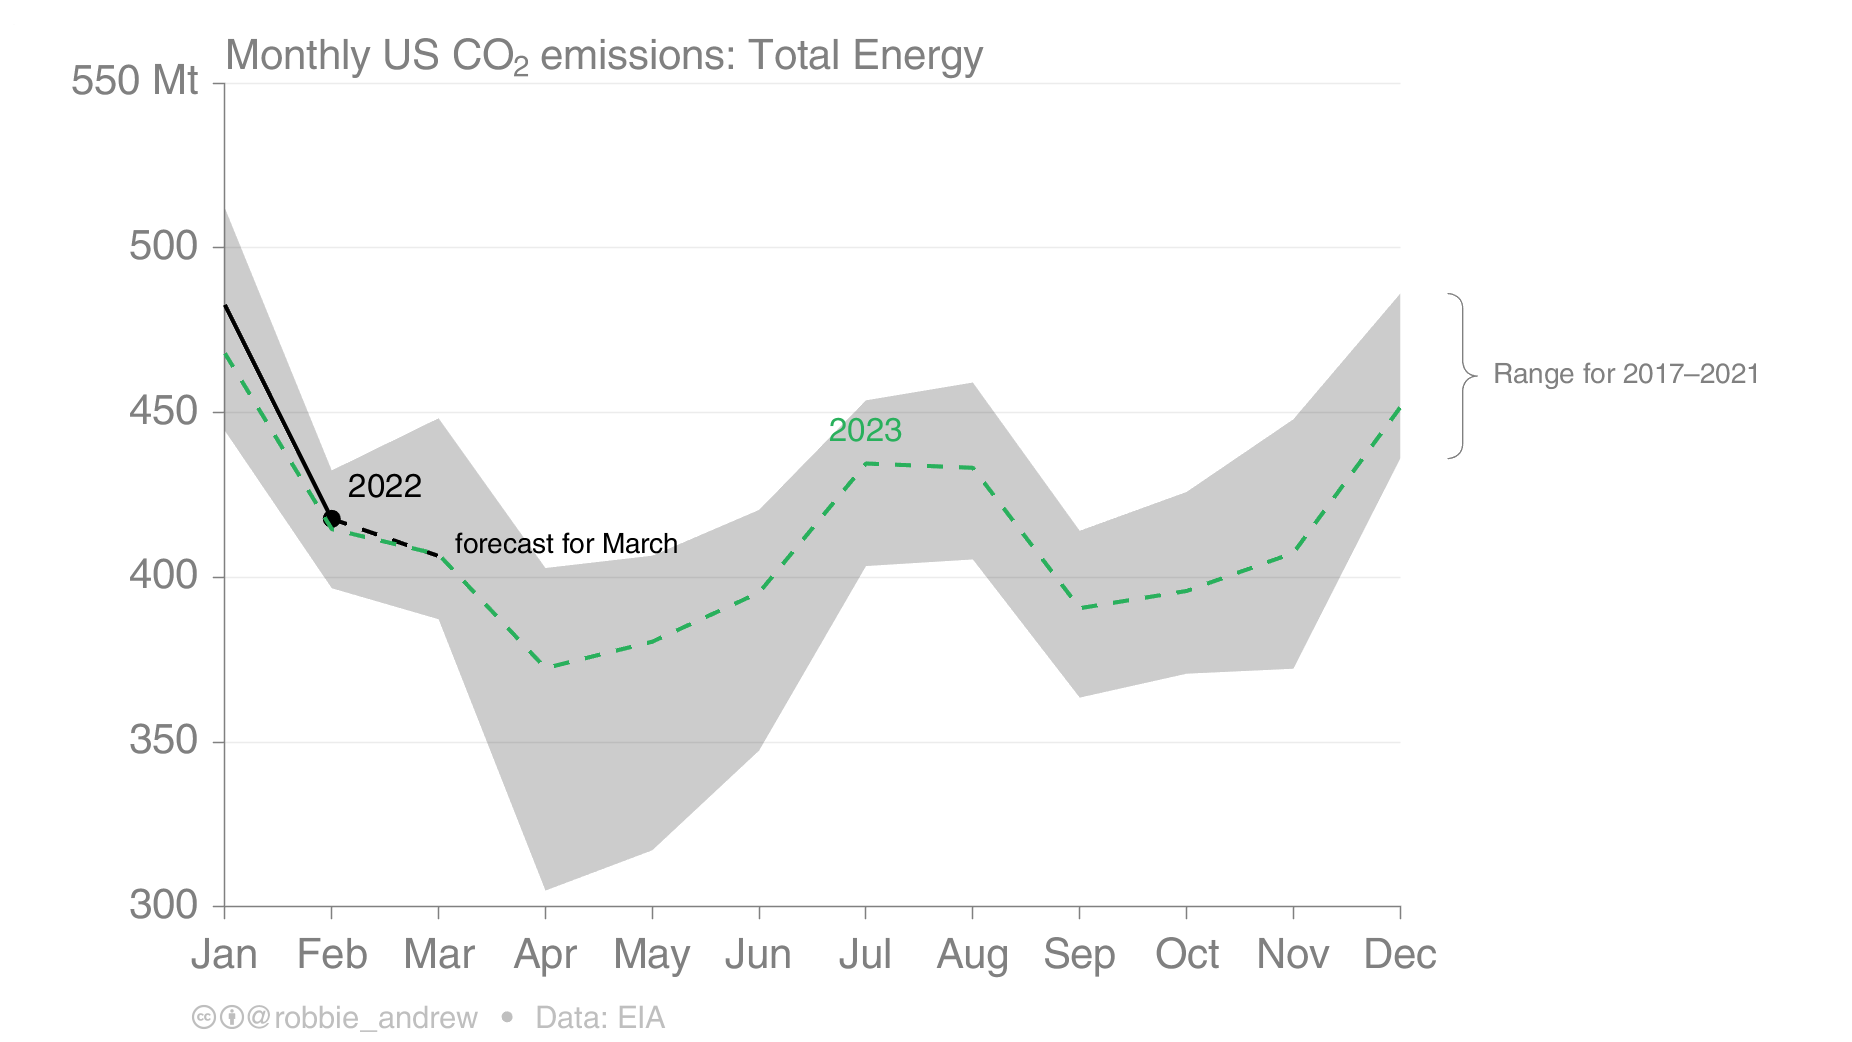 Monthly US CO₂ emissions: Total Energy
550 Mt
500
450
400
350
300
2022
forecast for March
2023
Range for 2017–2021
Jan Feb Mar Apr May Jun Jul Aug Sep Oct Nov Dec
cc @robbie_andrew • Data: EIA